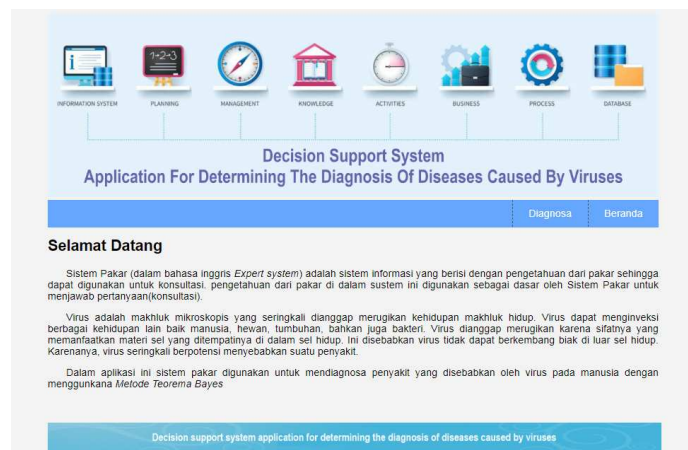 1+2=3
INFORMATION SYSTEM PLANNING MANAGEMENT KNOWLEDGE ACTIVITIES BUSINESS PROCESS DATABASE
Decision Support System
Application For Determining The Diagnosis Of Diseases Caused By Viruses
Diagnosa Beranda
Selamat Datang
Sistem Pakar (dalam bahasa inggris Expert system) adalah sistem informasi yang berisi dengan pengetahuan dari pakar sehingga
dapat digunakan untuk konsultasi. pengetahuan dari pakar di dalam sustem ini digunakan sebagai dasar oleh Sistem Pakar untuk
menjawab pertanyaan(konsultasi).
Virus adalah makhluk mikroskopis yang seringkali dianggap merugikan kehidupan makhluk hidup. Virus dapat menginveksi
berbagai kehidupan lain baik manusia, hewan, tumbuhan, bahkan juga bakteri. Virus dianggap merugikan karena sifatnya yang
memanfaatkan materi sel yang ditempatinya di dalam sel hidup. Ini disebabkan virus tidak dapat berkembang biak di luar sel hidup.
Karenanya, virus seringkali berpotensi menyebabkan suatu penyakit.
Dalam aplikasi ini sistem pakar digunakan untuk mendiagnosa penyakit yang disebabkan oleh virus pada manusia dengan
menggunkana Metode Teorema Bayes
Decision support system application for determining the diagnosis of diseases caused by viruses